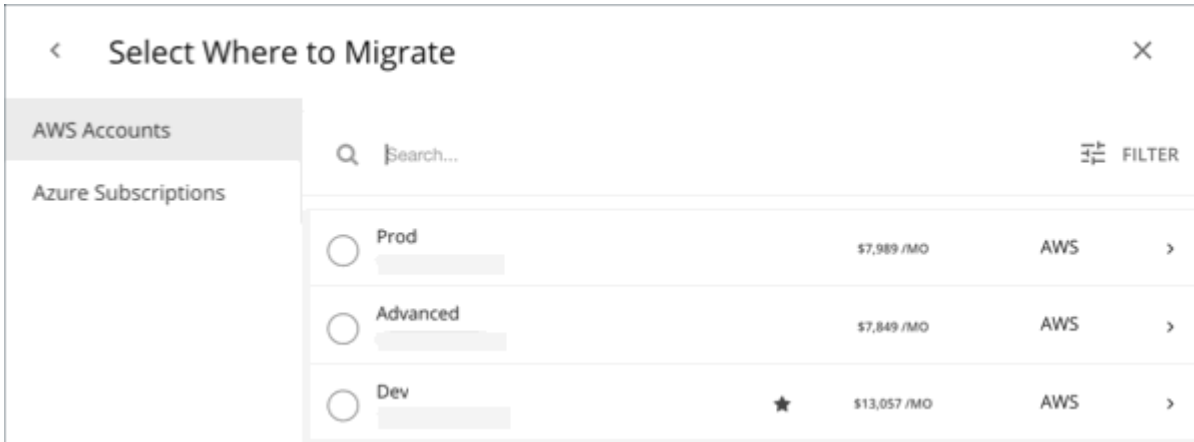 Select Where to Migrate
AWS Accounts
Azure Subscriptions
Search...
FILTER
Prod
$7,989 /MO
AWS
Advanced
$7,849 /MO
AWS
Dev
$13,057 /MO
AWS